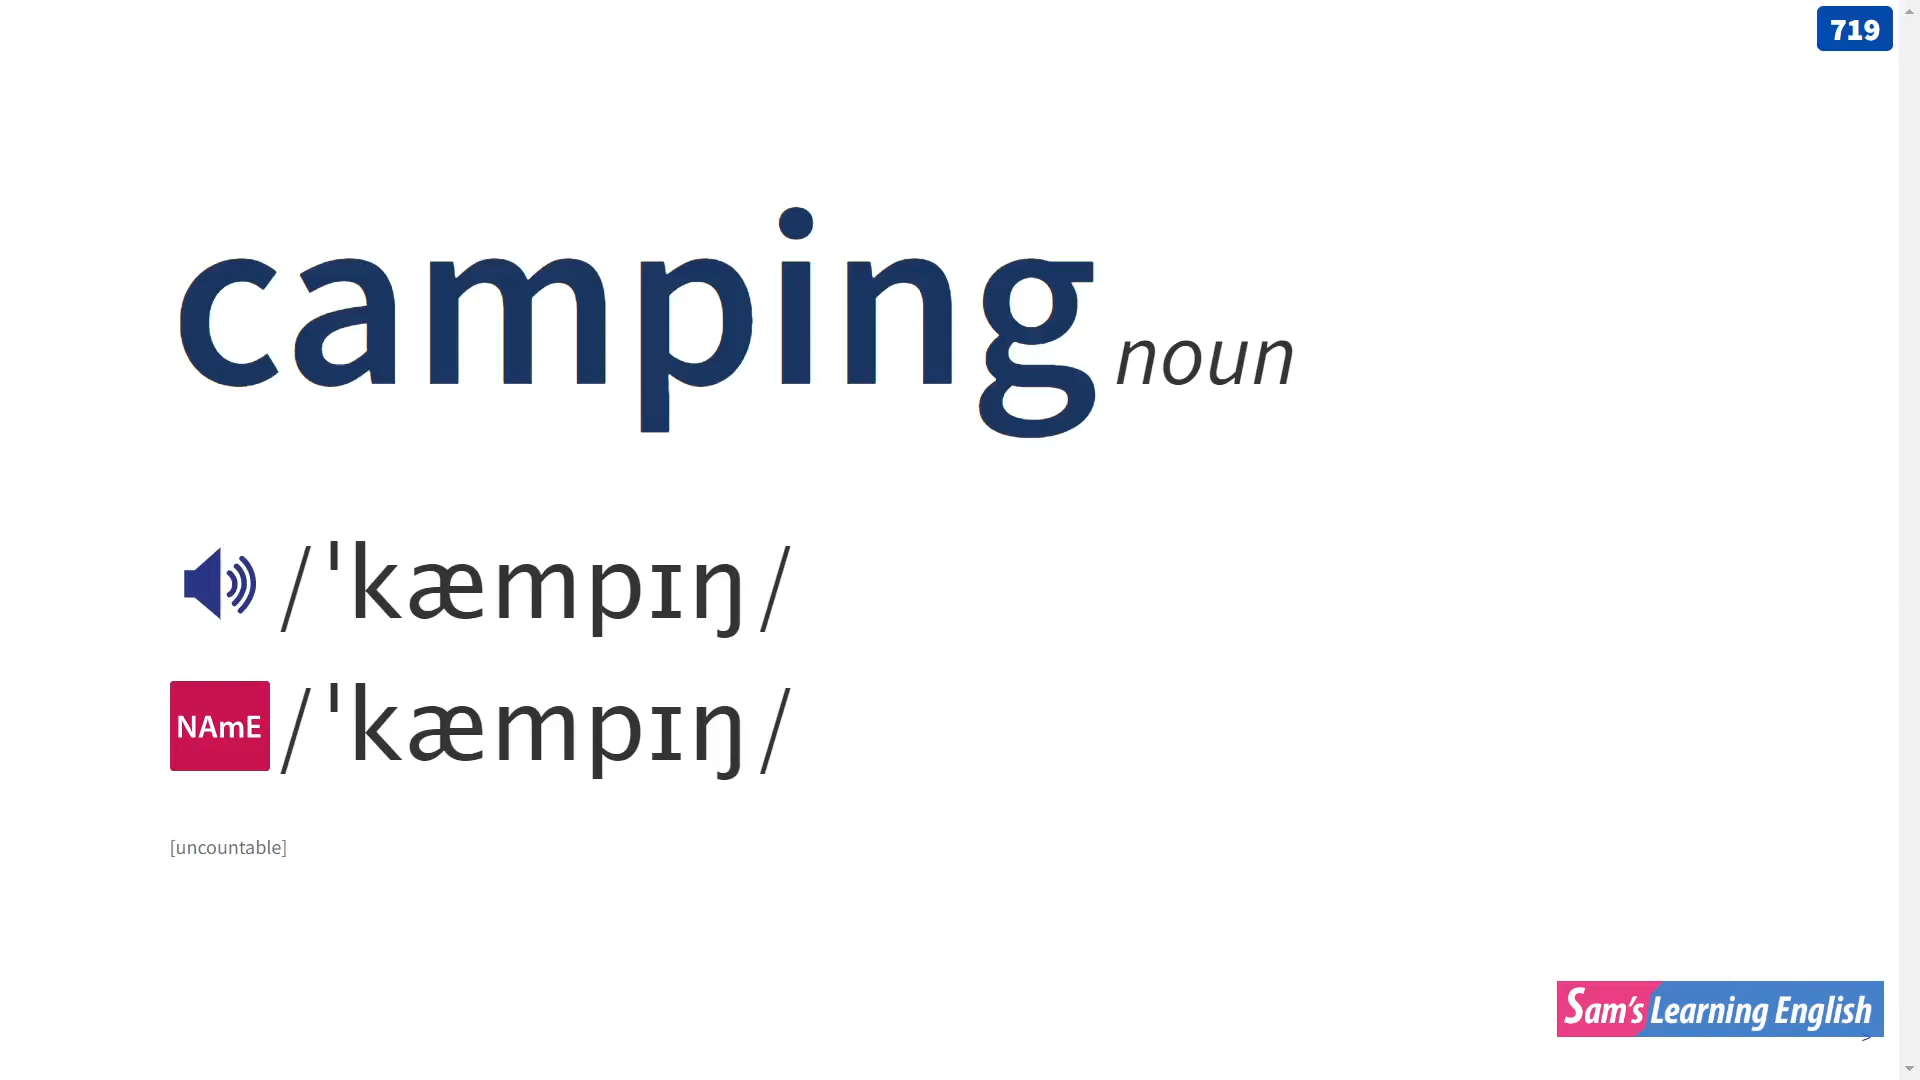 719
camping noun
/ˈkæmpɪŋ/
NAmE /ˈkæmpɪŋ/
[uncountable]
Sam's Learning English
>